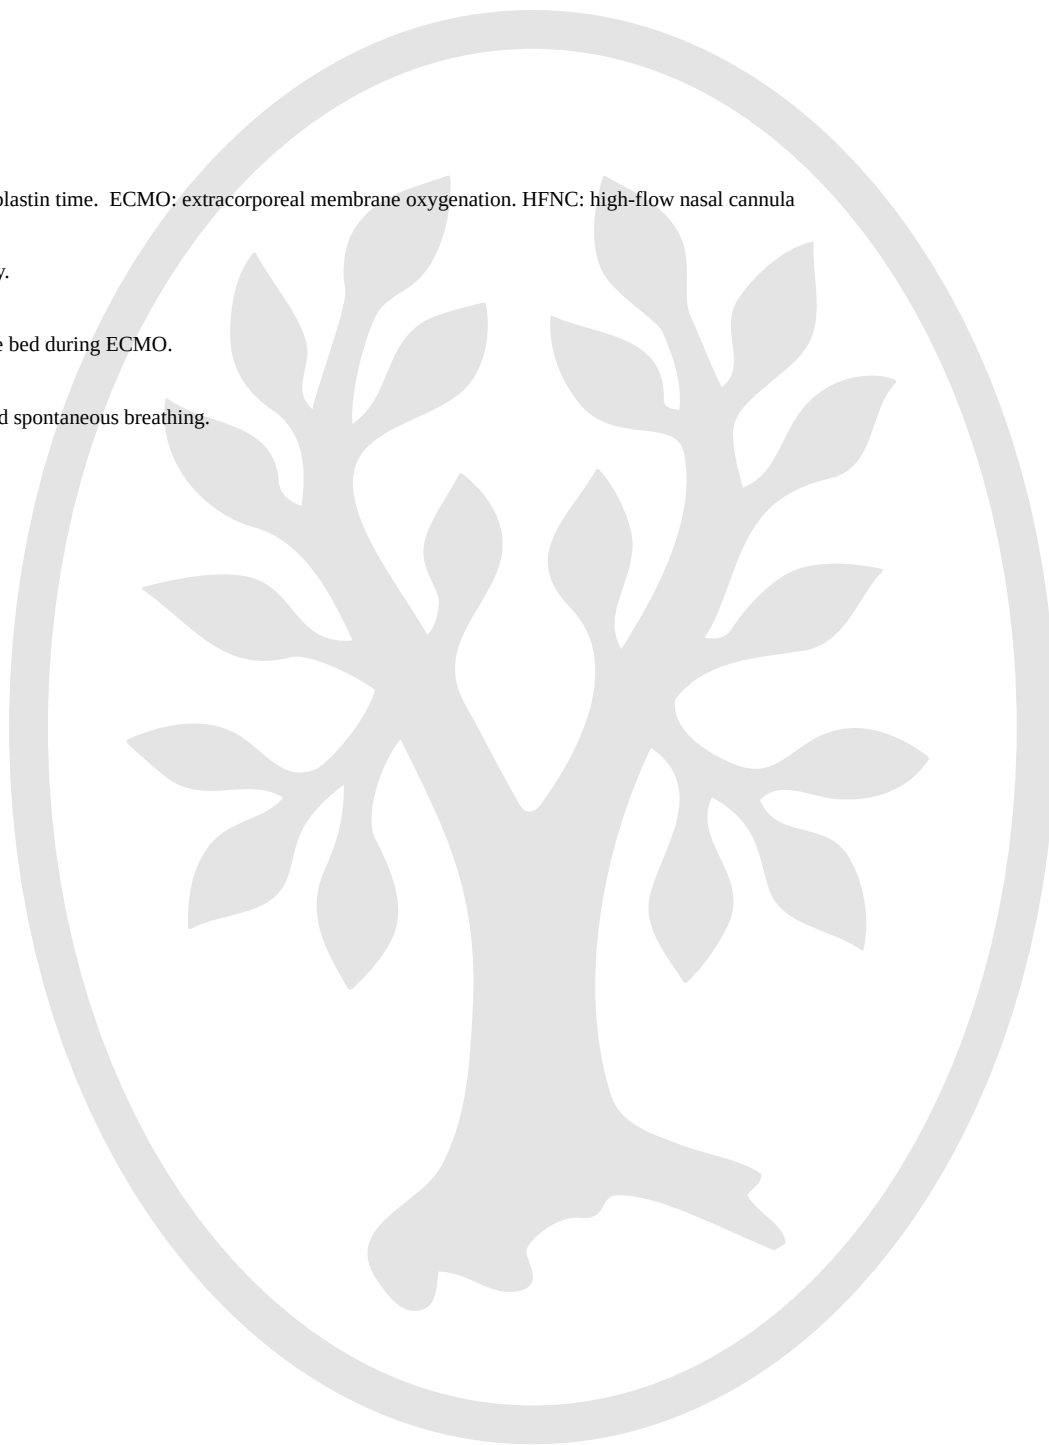 plastin time.  ECMO: extracorporeal membrane oxygenation. HFNC: high-flow nasal cannula
y.
e bed during ECMO.
d spontaneous breathing.